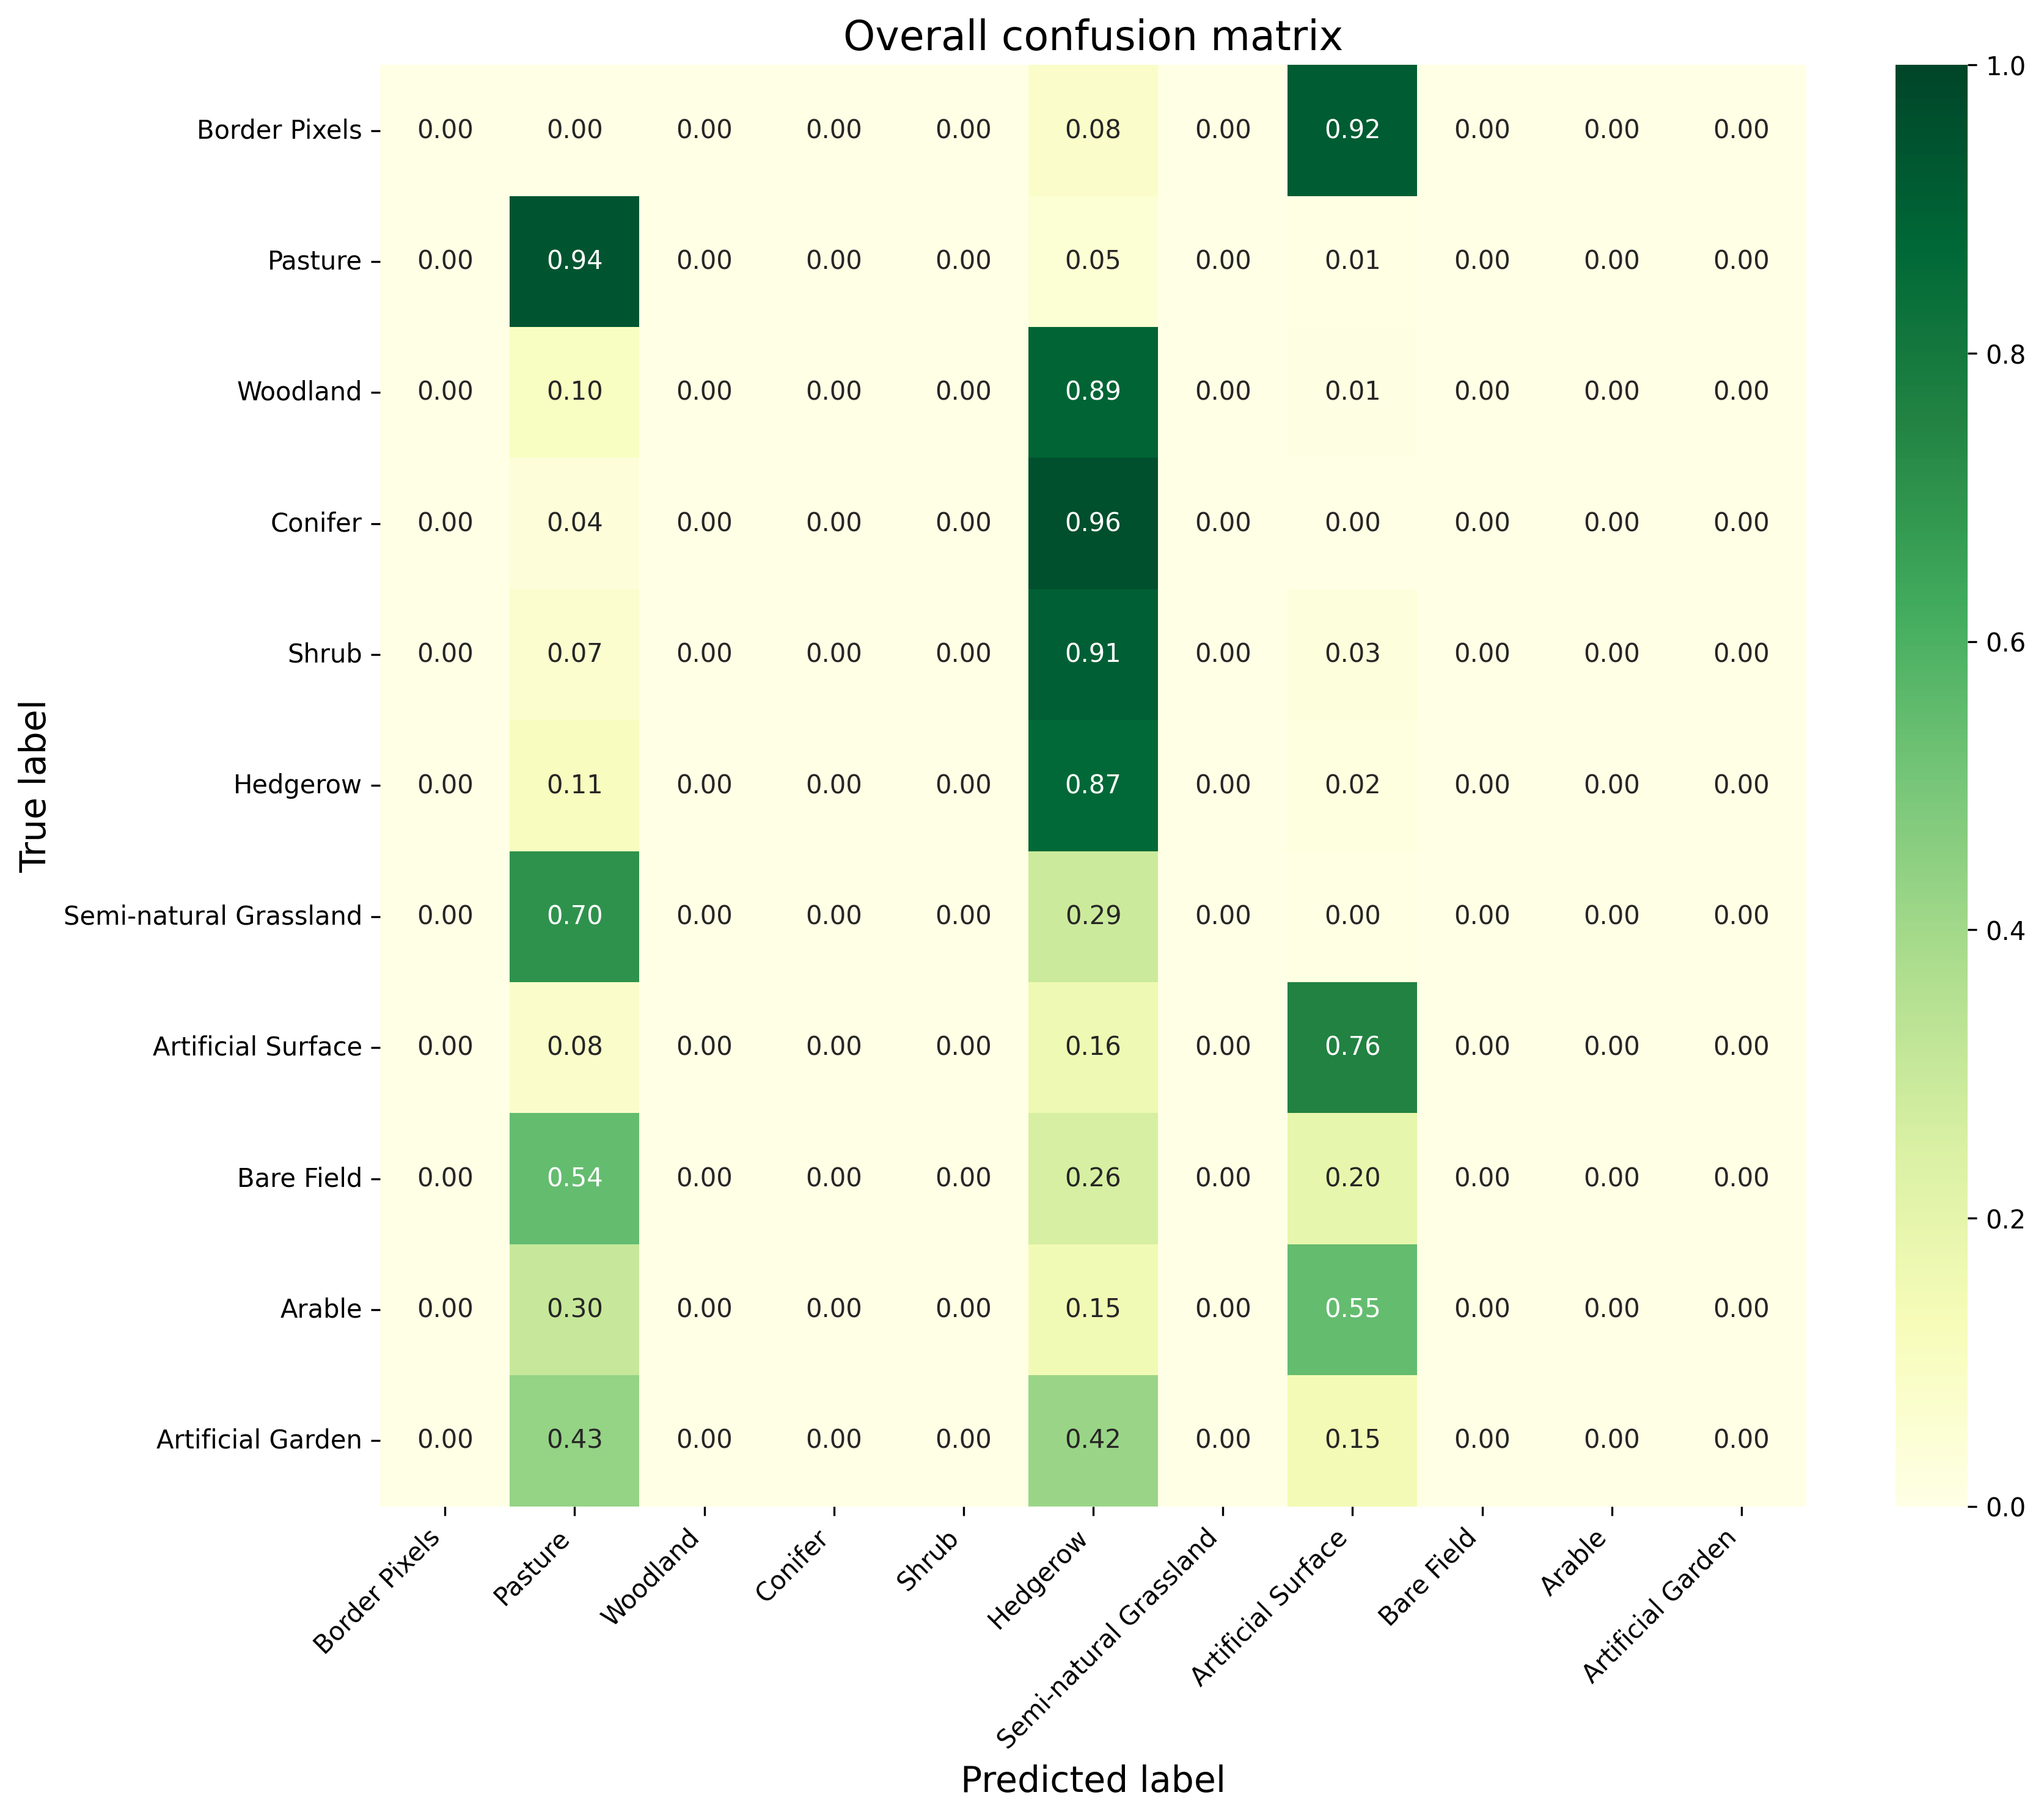 Overall confusion matrix
True label
Border Pixels 0.00 0.00 0.00 0.00 0.00 0.08 0.00 0.92 0.00 0.00 0.00
Pasture 0.00 0.94 0.00 0.00 0.00 0.05 0.00 0.01 0.00 0.00 0.00
Woodland 0.00 0.10 0.00 0.00 0.00 0.89 0.00 0.01 0.00 0.00 0.00
Conifer 0.00 0.04 0.00 0.00 0.00 0.96 0.00 0.00 0.00 0.00 0.00
Shrub 0.00 0.07 0.00 0.00 0.00 0.91 0.00 0.03 0.00 0.00 0.00
Hedgerow 0.00 0.11 0.00 0.00 0.00 0.87 0.00 0.02 0.00 0.00 0.00
Semi-natural Grassland 0.00 0.70 0.00 0.00 0.00 0.29 0.00 0.00 0.00 0.00 0.00
Artificial Surface 0.00 0.08 0.00 0.00 0.00 0.16 0.00 0.76 0.00 0.00 0.00
Bare Field 0.00 0.54 0.00 0.00 0.00 0.26 0.00 0.20 0.00 0.00 0.00
Arable 0.00 0.30 0.00 0.00 0.00 0.15 0.00 0.55 0.00 0.00 0.00
Artificial Garden 0.00 0.43 0.00 0.00 0.00 0.42 0.00 0.15 0.00 0.00 0.00
Border Pixels
Pasture
Woodland
Conifer
Shrub
Hedgerow
Semi-natural Grassland
Artificial Surface
Bare Field
Arable
Artificial Garden
Predicted label
1.0
0.8
0.6
0.4
0.2
0.0